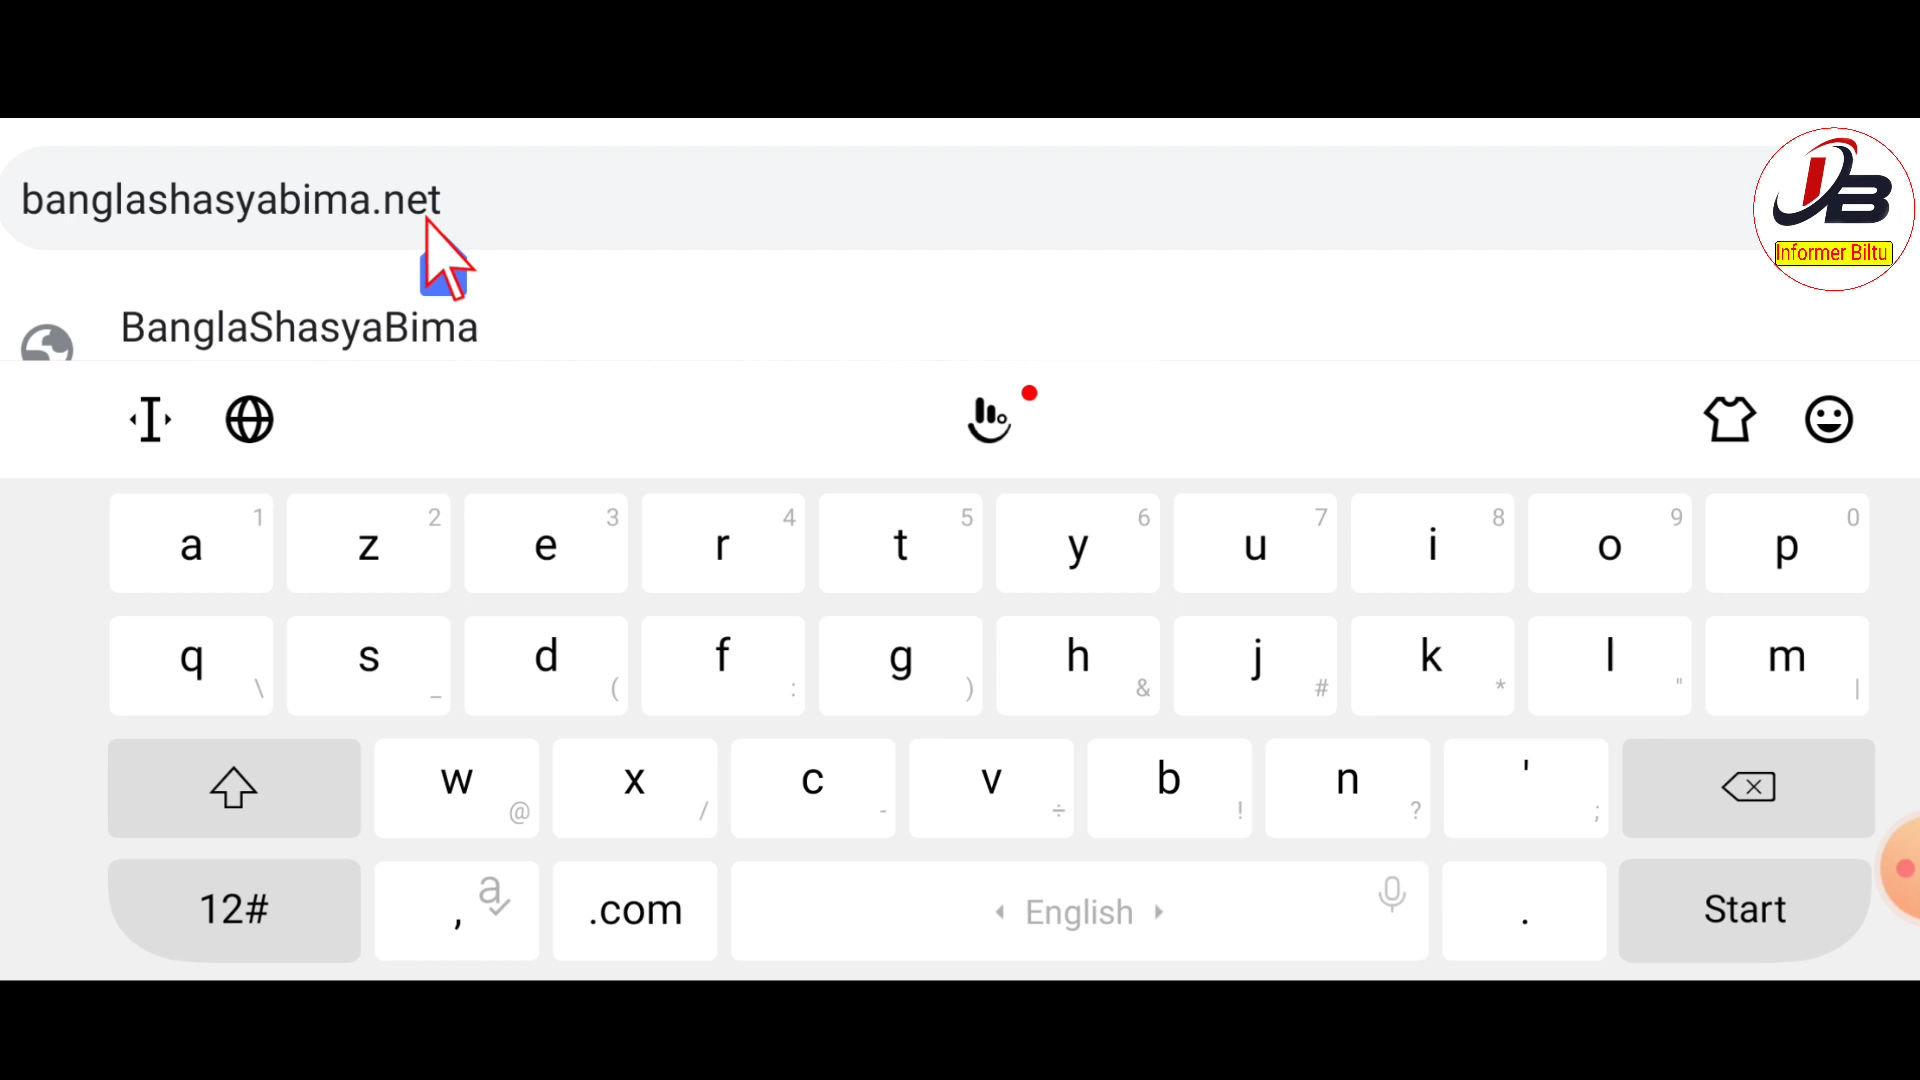 banglashasyabima.net
Informer Biltu
BanglaShasyaBima
a 1 z 2 e 3 r 4 t 5 y 6 u 7 i 8 o 9 p 0
q \ s _ d ( f : g ) h & j # k * l " m |
w @ x / c - v ÷ b ! n ? ' ;
12# , a .com English . Start